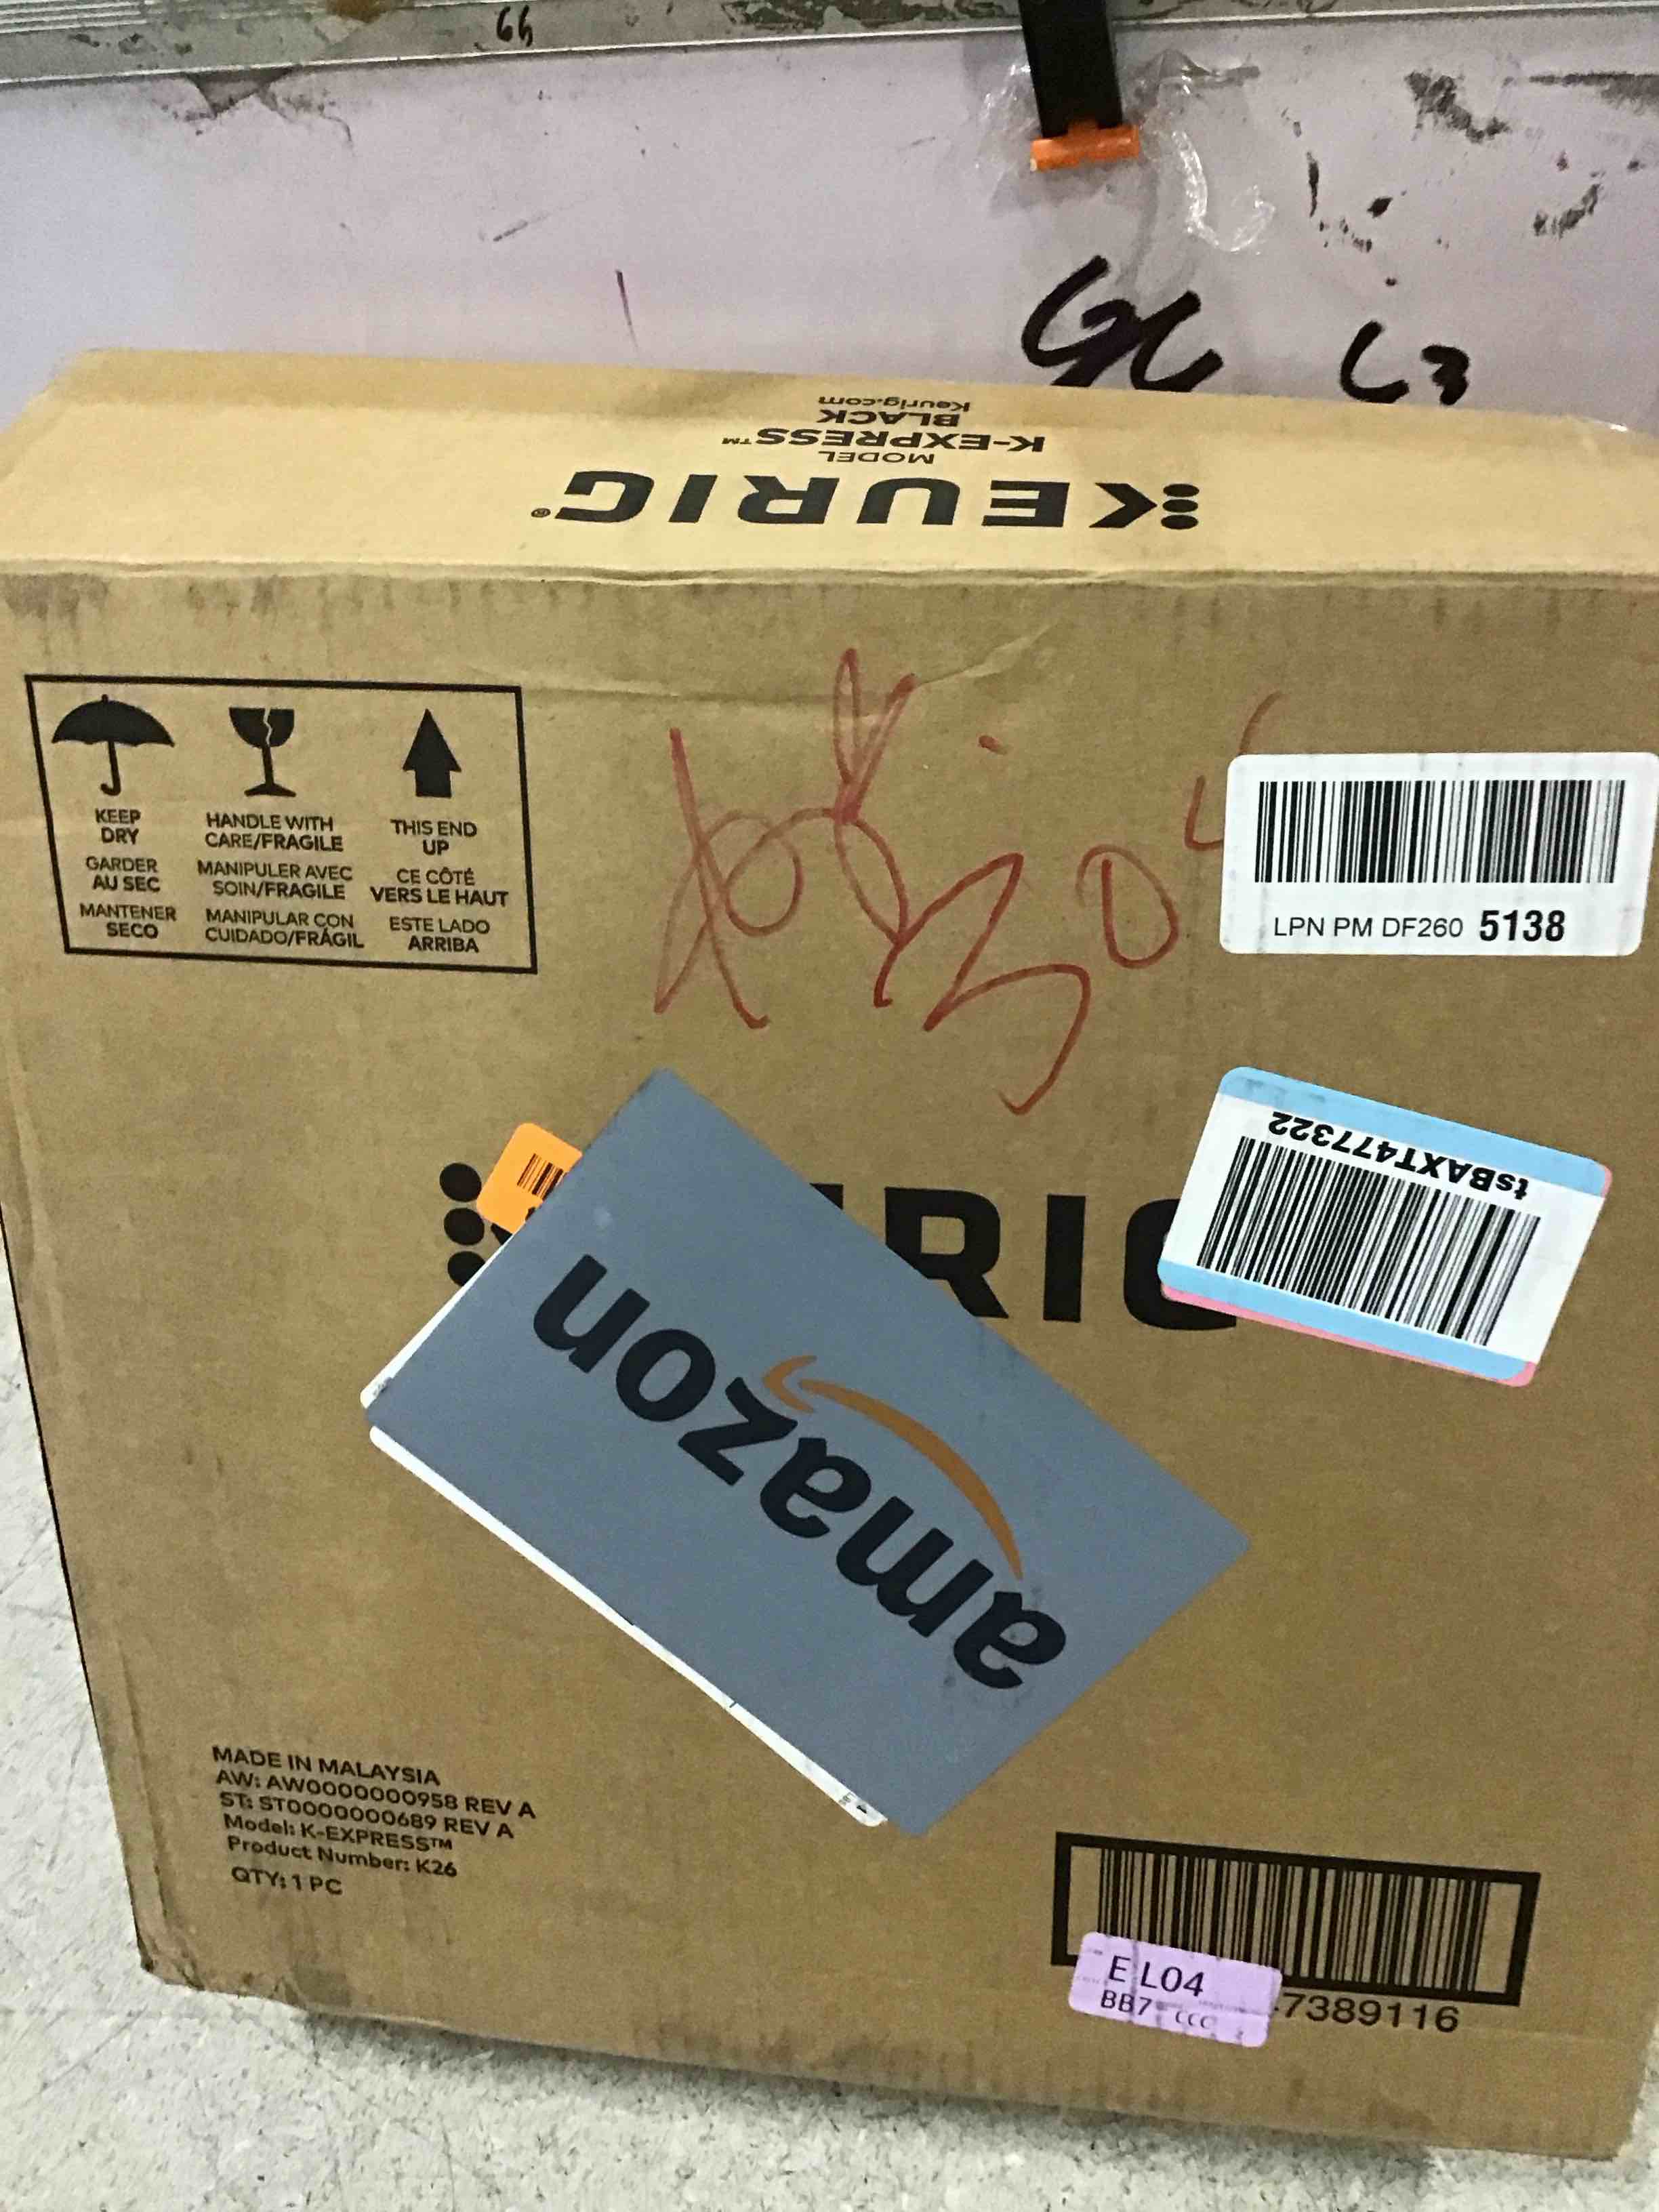 66
C3
Keurig.com
BLACK
K-EXPRESS™
MODEL
KEURIG®
KEEP
DRY
GARDER
AU SEC
MANTENER
SECO
HANDLE WITH
CARE/FRAGILE
MANIPULER AVEC
SOIN/FRAGILE
MANIPULAR CON
CUIDADO/FRÁGIL
THIS END
UP
CE CÔTÉ
VERS LE HAUT
ESTE LADO
ARRIBA
LPN PM DF260 5138
tsBAXT477322
RIG
amazon
MADE IN MALAYSIA
AW: AW0000000958 REV A
ST: ST0000000689 REV A
Model: K-EXPRESS™
Product Number: K26
QTY: 1 PC
E L04
BB7
7389116